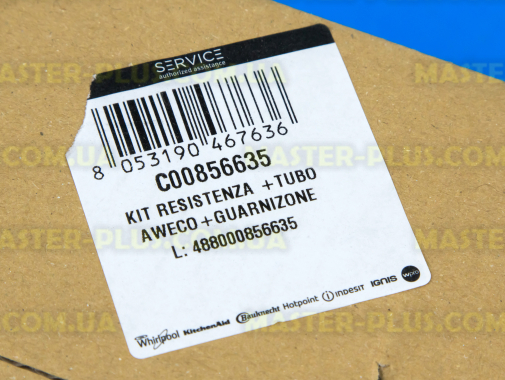 SERVICE
authorized assistance
8 053190 467636
C00856635
KIT RESISTENZA +TUBO
AWECO+GUARNIZONE
L: 488000856635
Whirlpool KitchenAid Bauknecht Hotpoint indesit IGNIS wpro
MASTER-PLUS.COM.UA